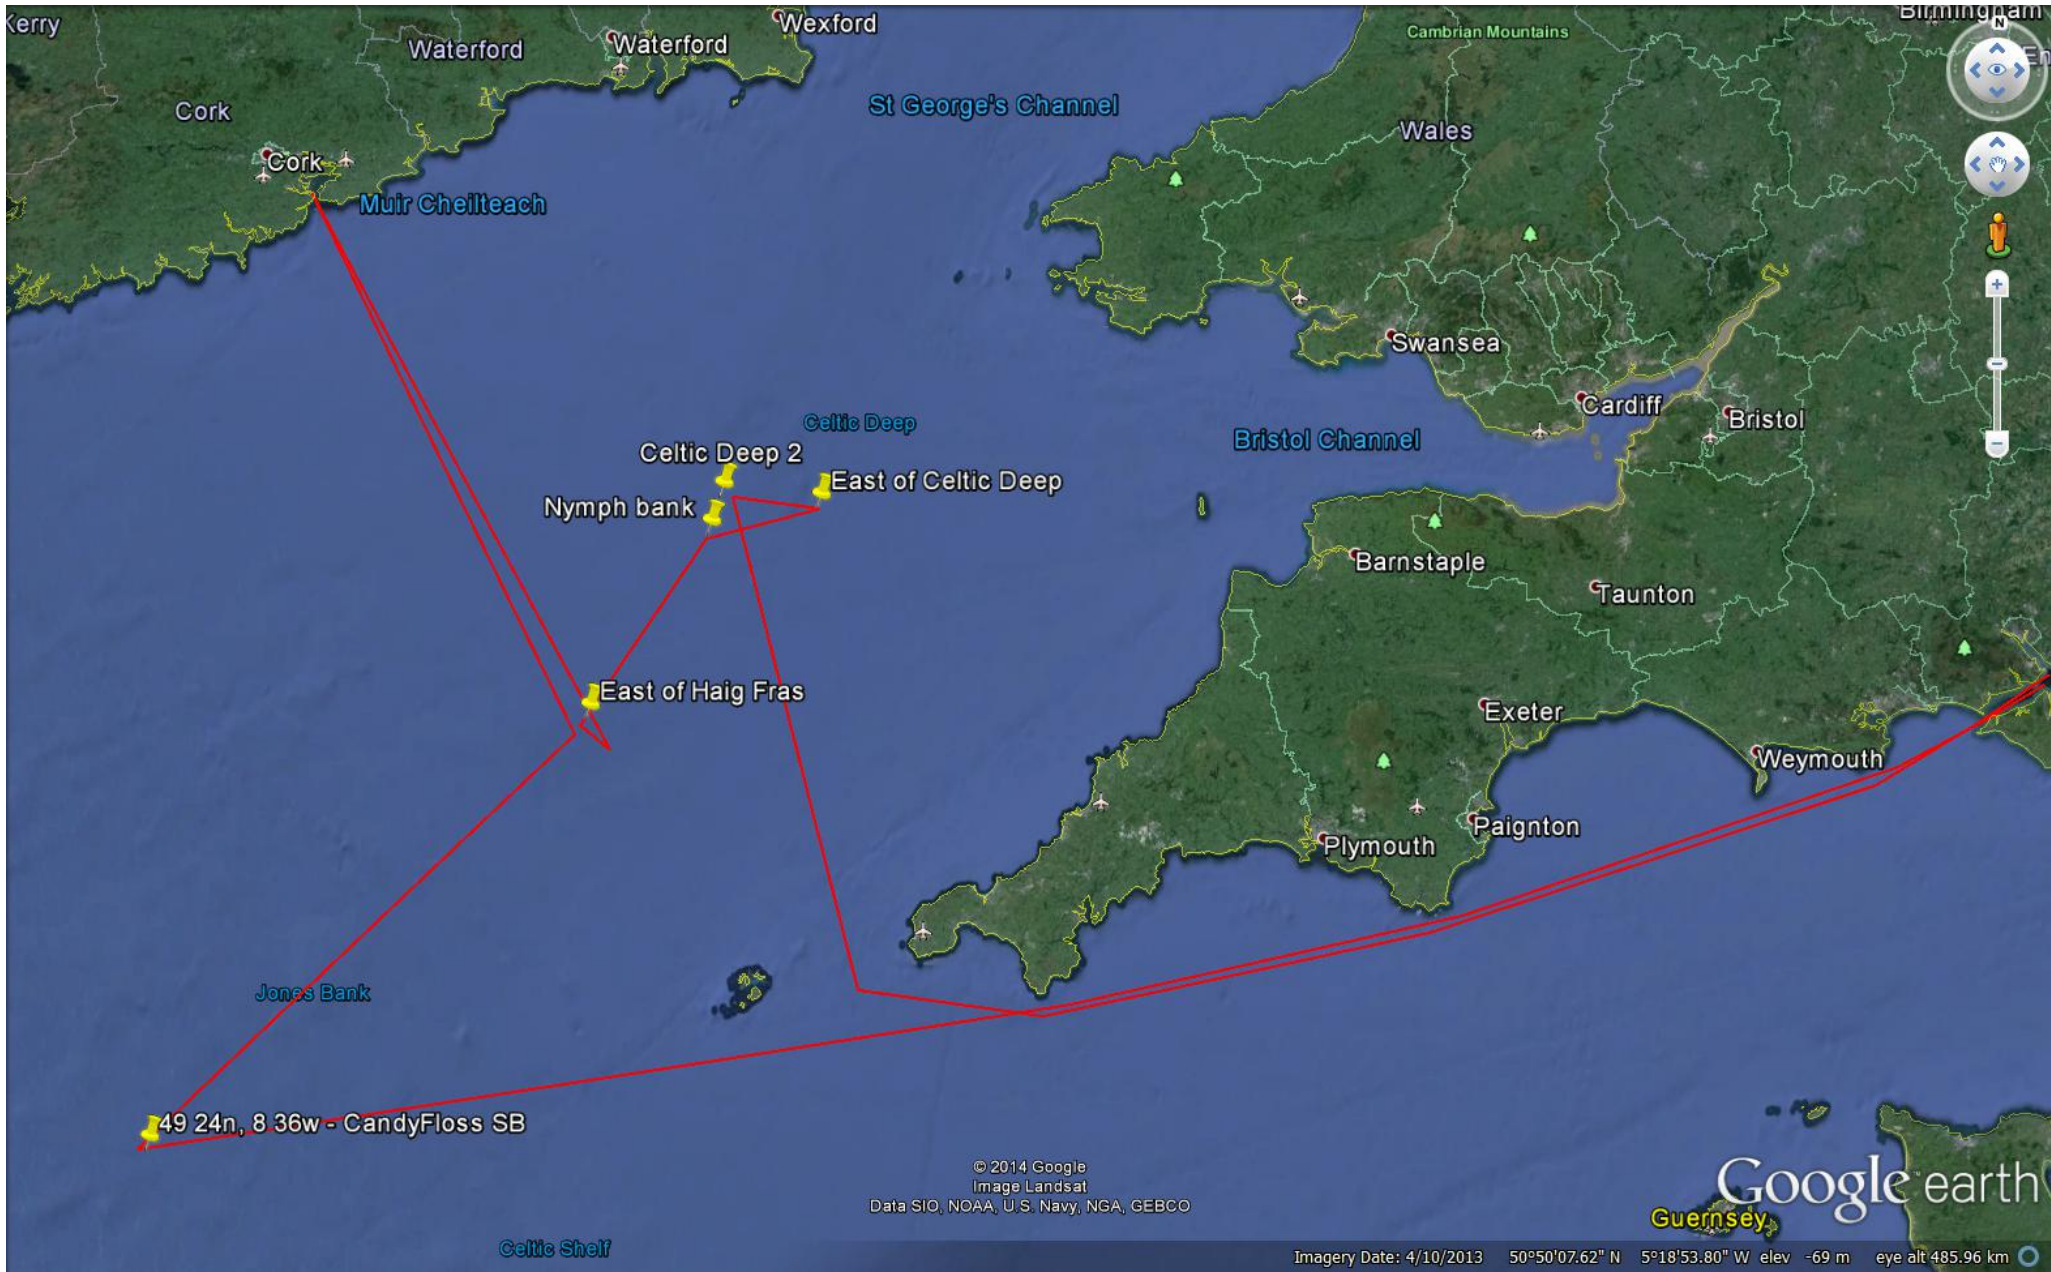 Kerry
Waterford
Waterford
Wexford
Cambrian Mountains
Birmingham
N
En
Cork
St George's Channel
Wales
Cork
Muir Cheilteach
Swansea
Celtic Deep
Cardiff
Bristol
Bristol Channel
Celtic Deep 2
East of Celtic Deep
Nymph bank
Barnstaple
Taunton
East of Haig Fras
Exeter
Weymouth
Paignton
Plymouth
Jones Bank
49 24n, 8 36w - CandyFloss SB
© 2014 Google
Image Landsat
Data SIO, NOAA, U.S. Navy, NGA, GEBCO
Google earth
Guernsey
Celtic Shelf
Imagery Date: 4/10/2013 50°50'07.62" N 5°18'53.80" W elev -69 m eye alt 485.96 km